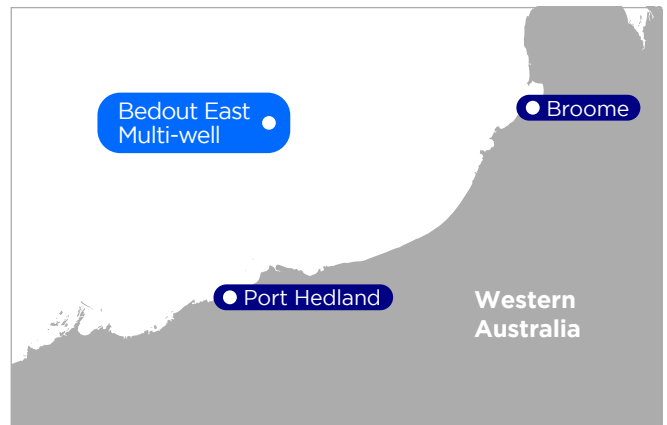 Bedout East
Multi-well
Broome
Port Hedland
Western
Australia